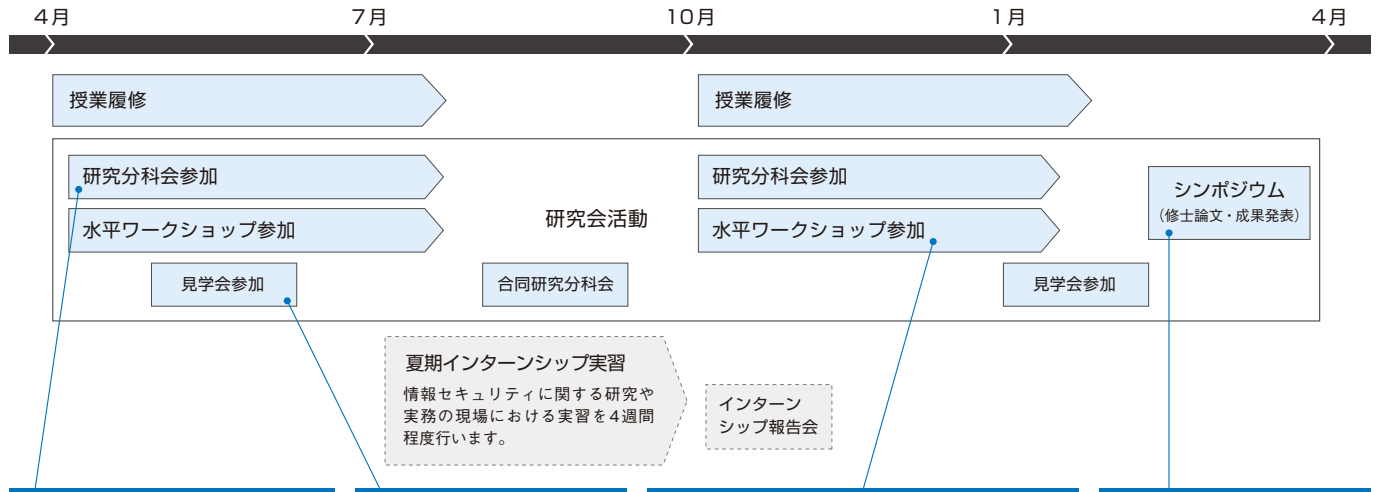 4月 7月 10月 1月 4月
授業履修 授業履修
研究分科会参加 研究分科会参加
シンポジウム
（修士論文・成果発表）
研究会活動
水平ワークショップ参加 水平ワークショップ参加
見学会参加 合同研究分科会 見学会参加
夏期インターンシップ実習
情報セキュリティに関する研究や
実務の現場における実習を4週間
程度行います。
インターン
シップ報告会